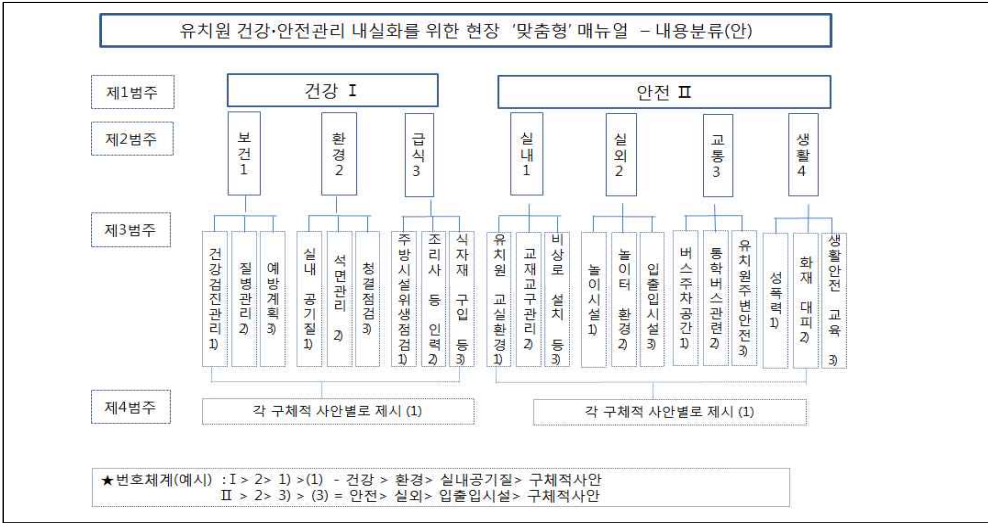 유치원 건강·안전관리 내실화를 위한 현장 ‘맞춤형’ 매뉴얼 – 내용분류(안)
제1범주
건강 Ⅰ
안전 Ⅱ
제2범주
보건1
환경2
급식3
실내1
실외2
교통3
생활4
제3범주
건강검진관리1)
질병관리2)
예방계획3)
실내 공기질1)
석면관리 2)
청결점검3)
주방시설위생점검1)
조리사 등 인력2)
식자재 구입 등3)
유치원 교실환경1)
교재교구관리2)
비상로 설치 등3)
놀이시설1)
놀이터 환경2)
입출입시설3)
버스주차공간1)
통학버스관련2)
유치원주변안전3)
성폭력1)
화재 대피2)
생활안전 교육 3)
제4범주
각 구체적 사안별로 제시 (1)
각 구체적 사안별로 제시 (1)
★번호체계(예시) : Ⅰ > 2> 1) >(1) - 건강 > 환경> 실내공기질> 구체적사안
Ⅱ > 2> 3) > (3) = 안전> 실외> 입출입시설> 구체적사안